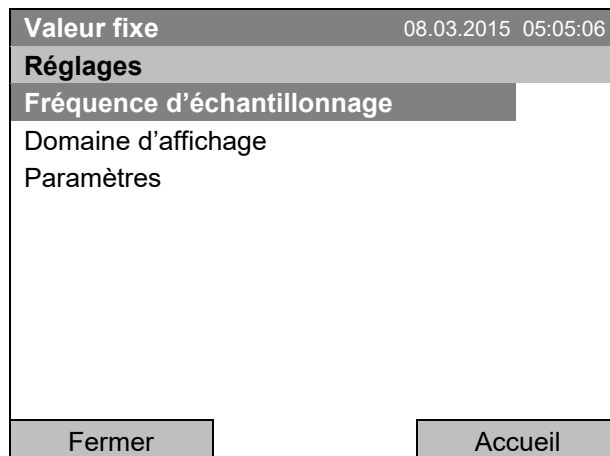 Valeur fixe 08.03.2015 05:05:06
Réglages
Fréquence d’échantillonnage
Domaine d’affichage
Paramètres
Fermer Accueil